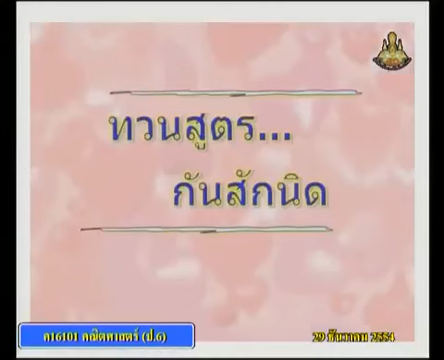 ทวนสูตร...
กันสักนิด
ค16101 คณิตศาสตร์ (ป.6)
29 ธันวาคม 2554